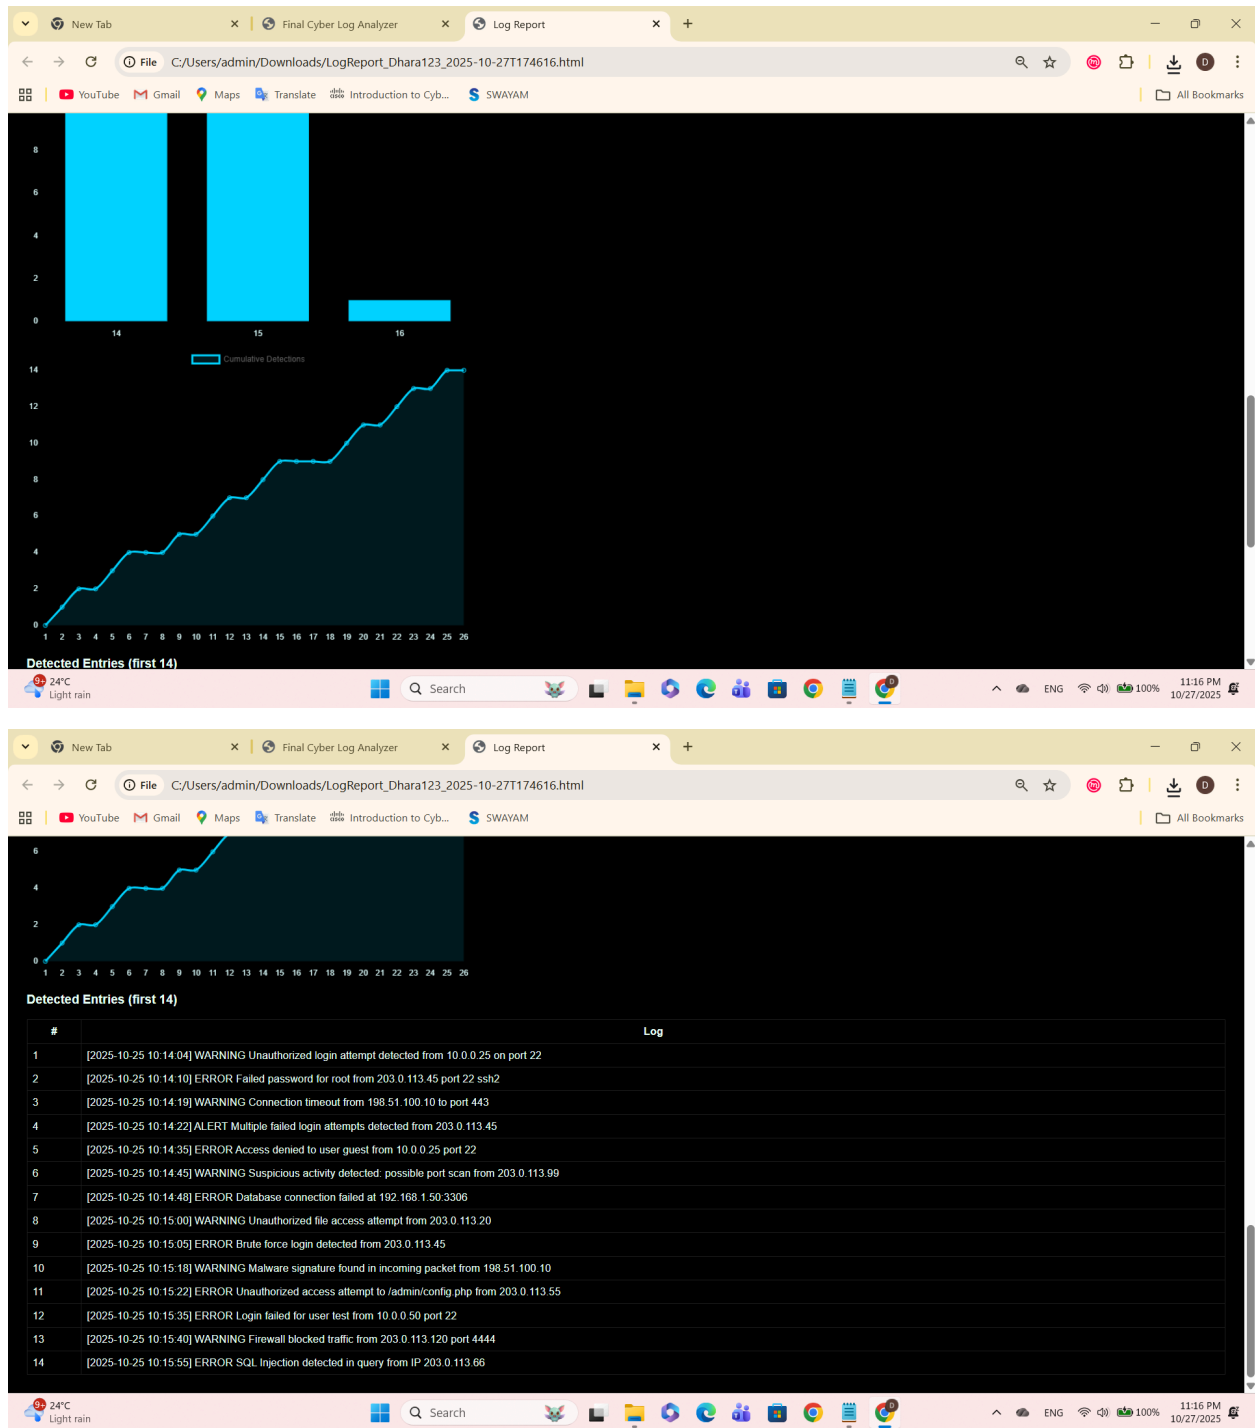 New Tab
Final Cyber Log Analyzer
Log Report
File
C:/Users/admin/Downloads/LogReport_Dhara123_2025-10-27T174616.html
D
YouTube
Gmail
Maps
Translate
Introduction to Cyb...
SWAYAM
All Bookmarks
8
6
4
2
0
14 15 16
Cumulative Detections
14
12
10
8
6
4
2
0
1 2 3 4 5 6 7 8 9 10 11 12 13 14 15 16 17 18 19 20 21 22 23 24 25 26
Detected Entries (first 14)
9+
24°C
Light rain
Search
D
ENG
100%
11:16 PM
10/27/2025
New Tab
Final Cyber Log Analyzer
Log Report
File
C:/Users/admin/Downloads/LogReport_Dhara123_2025-10-27T174616.html
D
YouTube
Gmail
Maps
Translate
Introduction to Cyb...
SWAYAM
All Bookmarks
6
4
2
0
1 2 3 4 5 6 7 8 9 10 11 12 13 14 15 16 17 18 19 20 21 22 23 24 25 26
Detected Entries (first 14)
# Log
1 [2025-10-25 10:14:04] WARNING Unauthorized login attempt detected from 10.0.0.25 on port 22
2 [2025-10-25 10:14:10] ERROR Failed password for root from 203.0.113.45 port 22 ssh2
3 [2025-10-25 10:14:19] WARNING Connection timeout from 198.51.100.10 to port 443
4 [2025-10-25 10:14:22] ALERT Multiple failed login attempts detected from 203.0.113.45
5 [2025-10-25 10:14:35] ERROR Access denied to user guest from 10.0.0.25 port 22
6 [2025-10-25 10:14:45] WARNING Suspicious activity detected: possible port scan from 203.0.113.99
7 [2025-10-25 10:14:48] ERROR Database connection failed at 192.168.1.50:3306
8 [2025-10-25 10:15:00] WARNING Unauthorized file access attempt from 203.0.113.20
9 [2025-10-25 10:15:05] ERROR Brute force login detected from 203.0.113.45
10 [2025-10-25 10:15:18] WARNING Malware signature found in incoming packet from 198.51.100.10
11 [2025-10-25 10:15:22] ERROR Unauthorized access attempt to /admin/config.php from 203.0.113.55
12 [2025-10-25 10:15:35] ERROR Login failed for user test from 10.0.0.50 port 22
13 [2025-10-25 10:15:40] WARNING Firewall blocked traffic from 203.0.113.120 port 4444
14 [2025-10-25 10:15:55] ERROR SQL Injection detected in query from IP 203.0.113.66
9+
24°C
Light rain
Search
D
ENG
100%
11:16 PM
10/27/2025